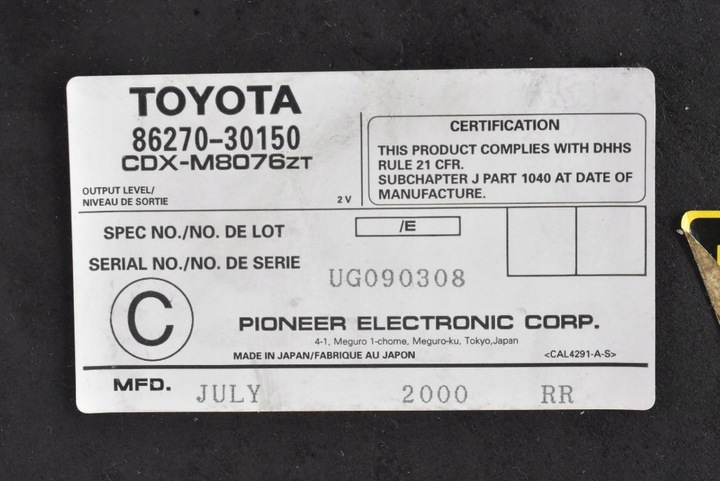 TOYOTA
86270-30150
CDX-M8076ZT
OUTPUT LEVEL/
NIVEAU DE SORTIE 2 V
CERTIFICATION
THIS PRODUCT COMPLIES WITH DHHS
RULE 21 CFR.
SUBCHAPTER J PART 1040 AT DATE OF
MANUFACTURE.
SPEC NO./NO. DE LOT /E
SERIAL NO./NO. DE SERIE UG090308
C
PIONEER ELECTRONIC CORP.
4-1, Meguro 1-chome, Meguro-ku, Tokyo,Japan
MADE IN JAPAN/FABRIQUE AU JAPON <CAL4291-A-S>
MFD. JULY 2000 RR